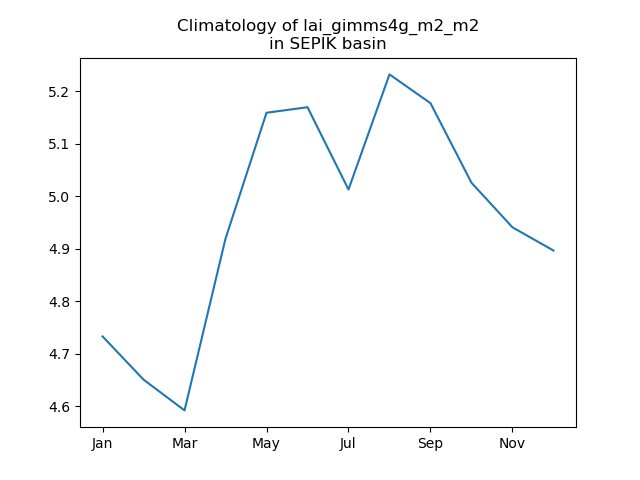 Climatology of lai_gimms4g_m2_m2
in SEPIK basin
5.2
5.1
5.0
4.9
4.8
4.7
4.6
Jan Mar May Jul Sep Nov